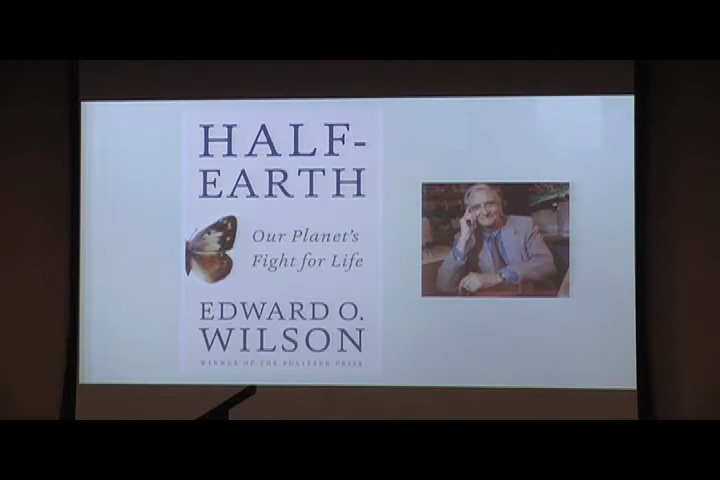 HALF-
EARTH
Our Planet's
Fight for Life
EDWARD O.
WILSON
WINNER OF THE PULITZER PRIZE